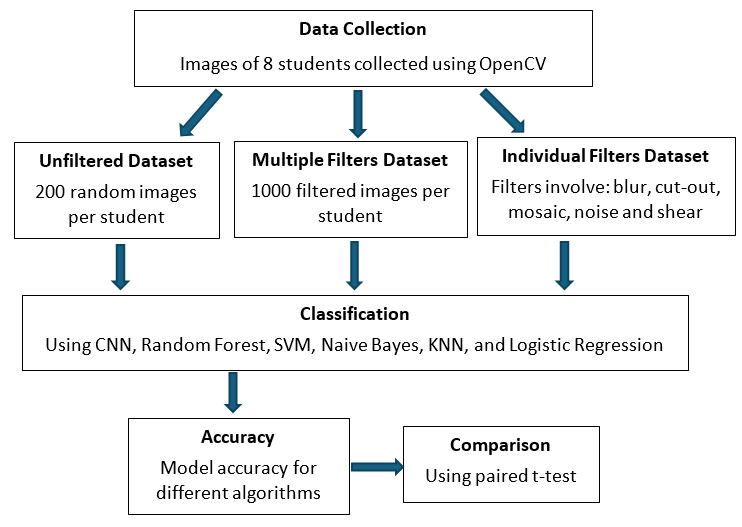 Data Collection
Images of 8 students collected using OpenCV
Unfiltered Dataset
200 random images
per student
Multiple Filters Dataset
1000 filtered images per
student
Individual Filters Dataset
Filters involve: blur, cut-out,
mosaic, noise and shear
Classification
Using CNN, Random Forest, SVM, Naive Bayes, KNN, and Logistic Regression
Accuracy
Model accuracy for
different algorithms
Comparison
Using paired t-test